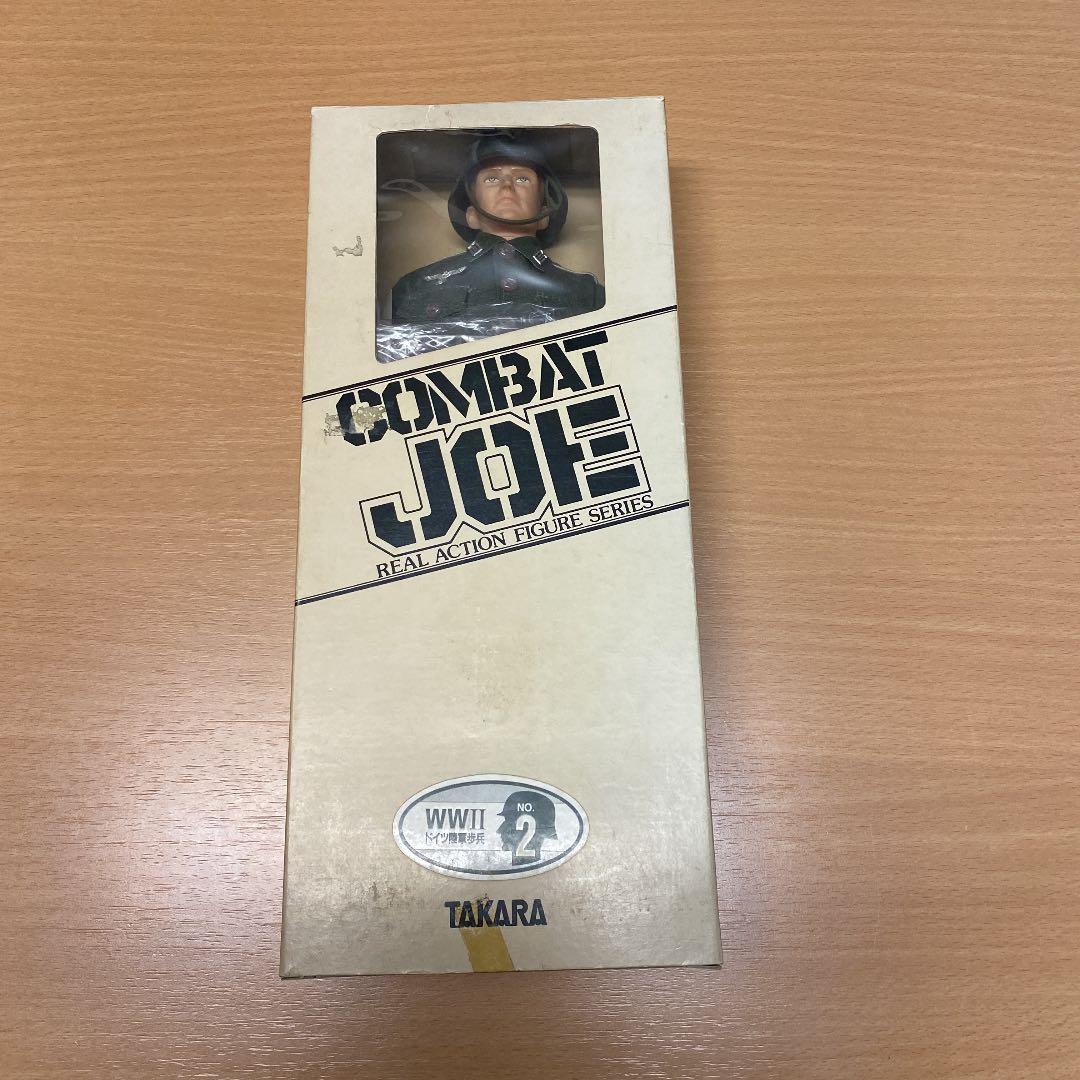 COMBAT
JOE
REAL ACTION FIGURE SERIES
WWII
ドイツ陸軍歩兵
NO.
2
TAKARA